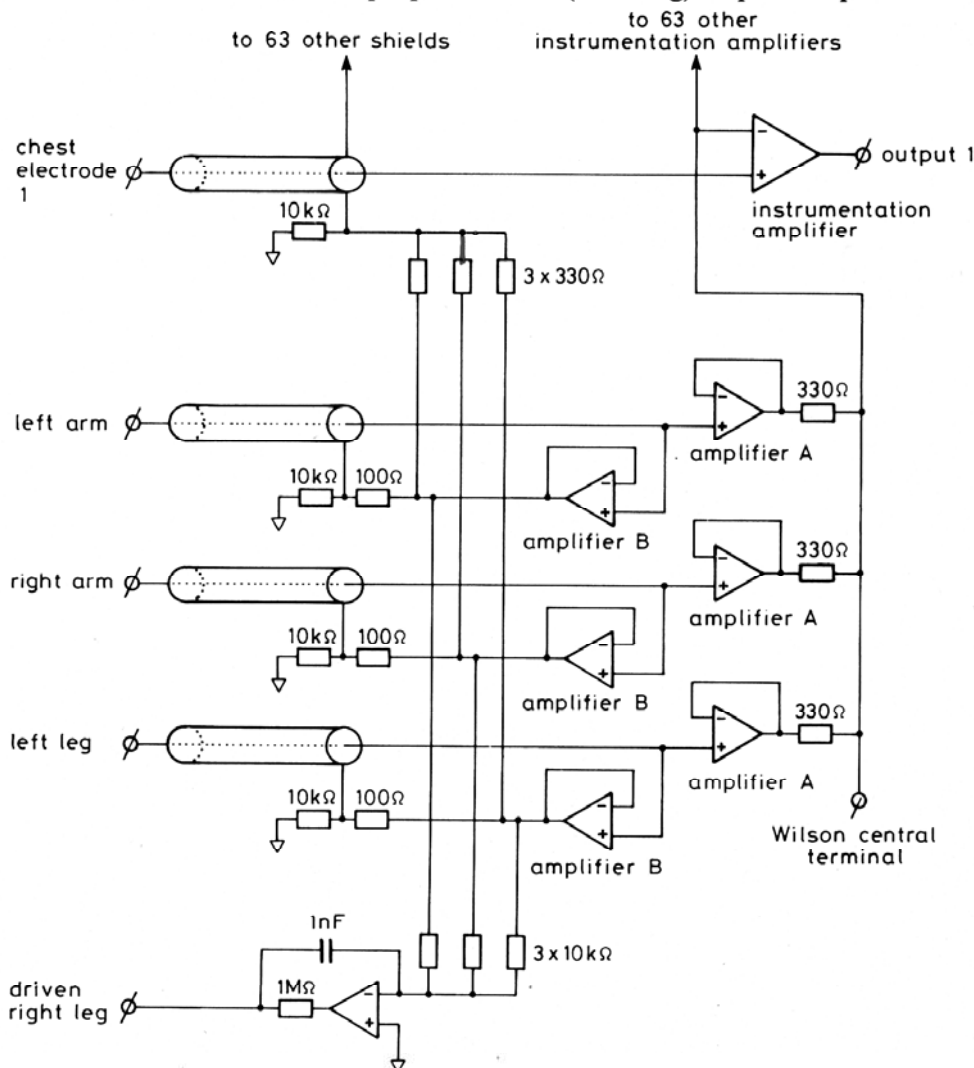 to 63 other shields
to 63 other
instrumentation amplifiers
chest
electrode
1
output 1
instrumentation
amplifier
10kΩ
3 x 330Ω
left arm
330Ω
amplifier A
10kΩ 100Ω
amplifier B
right arm
330Ω
amplifier A
10kΩ 100Ω
amplifier B
left leg
330Ω
amplifier A
10kΩ 100Ω
amplifier B
Wilson central
terminal
1nF
3 x 10kΩ
driven
right leg
1MΩ